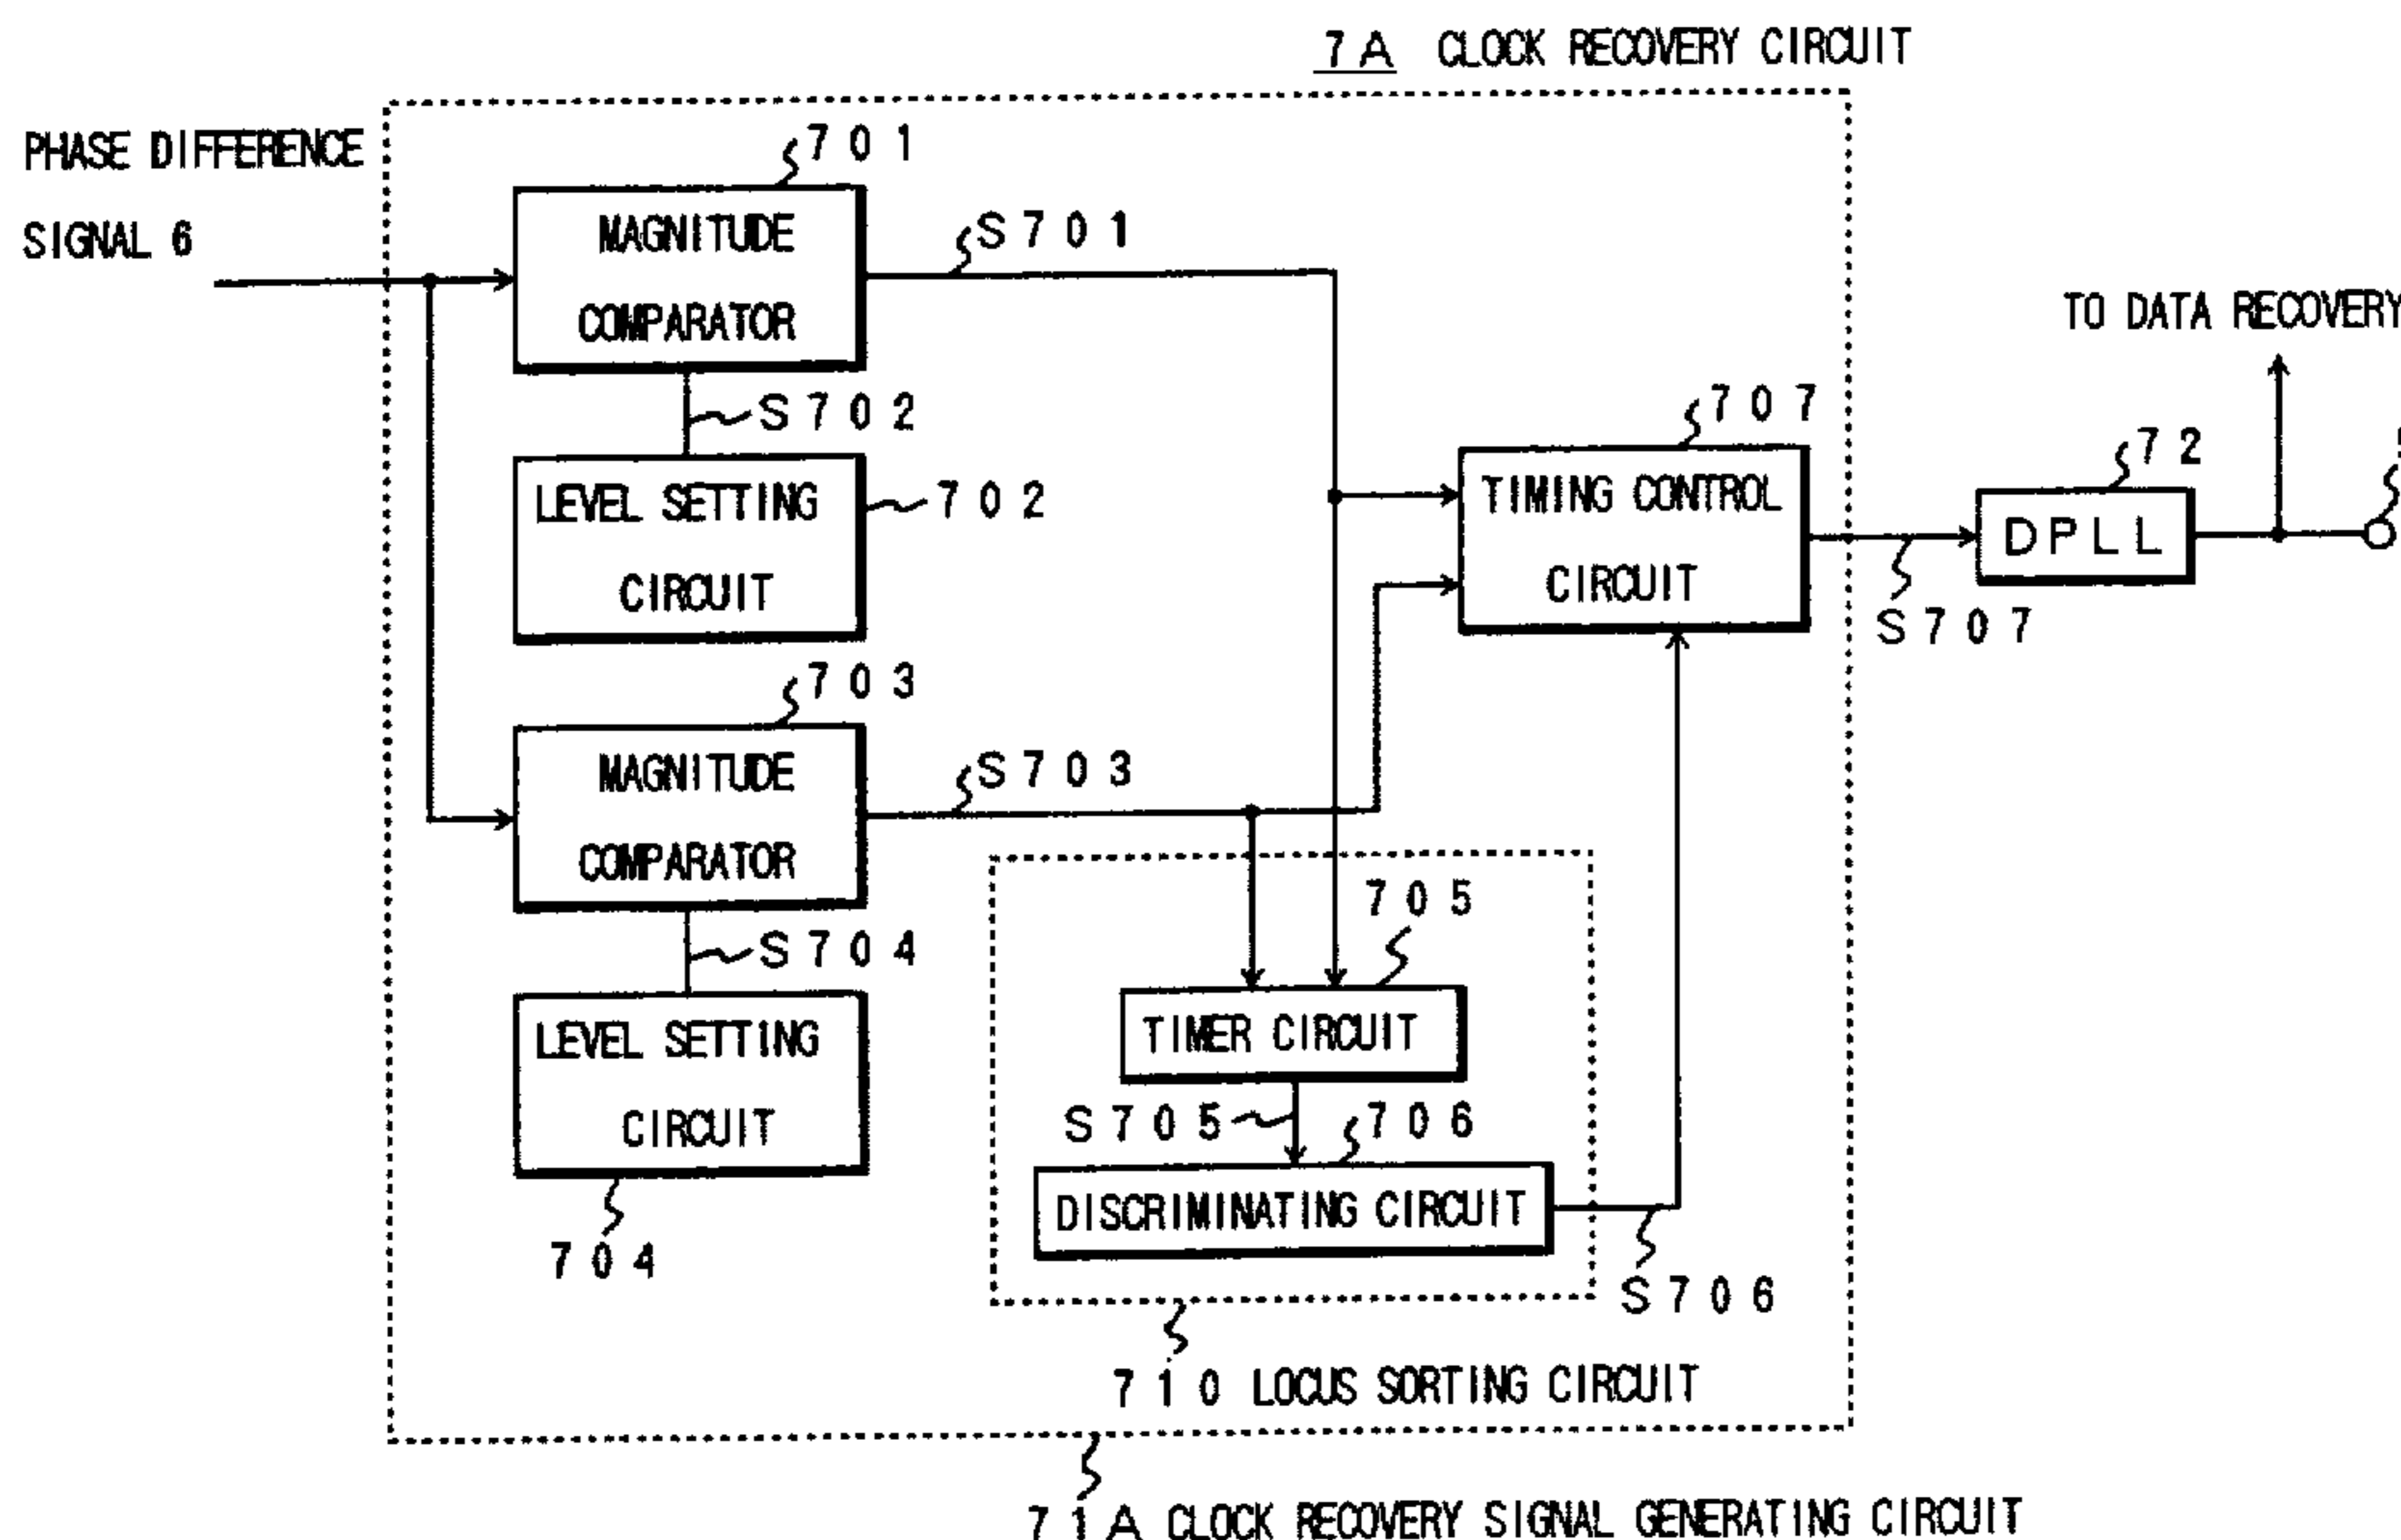 7A CLOCK RECOVERY CIRCUIT
PHASE DIFFERENCE
SIGNAL 6
701
MAGNITUDE
COMPARATOR
S701
S702
LEVEL SETTING
CIRCUIT
702
703
MAGNITUDE
COMPARATOR
S703
S704
LEVEL SETTING
CIRCUIT
704
707
TIMING CONTROL
CIRCUIT
S707
TO DATA RECOVERY
72
DPLL
705
TIMER CIRCUIT
S705
706
DISCRIMINATING CIRCUIT
S706
710 LOCUS SORTING CIRCUIT
71A CLOCK RECOVERY SIGNAL GENERATING CIRCUIT